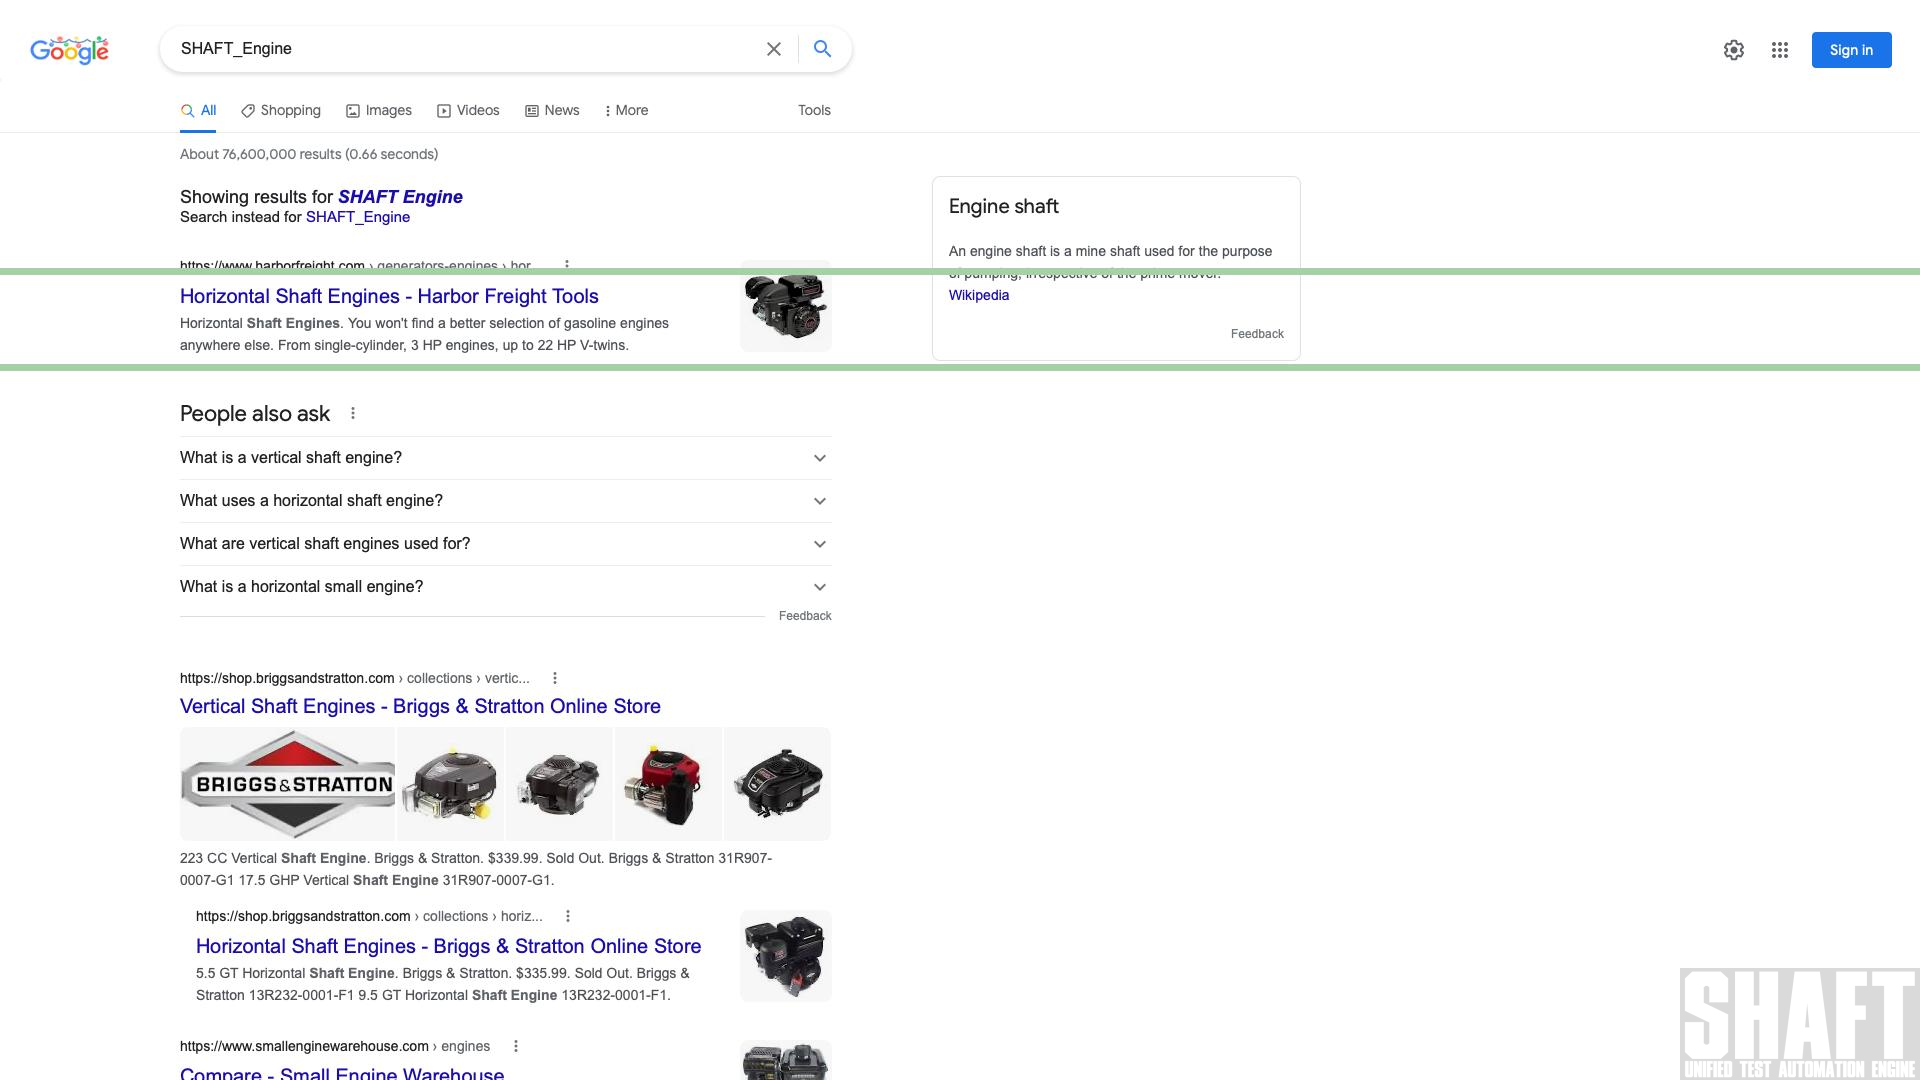 Google
SHAFT_Engine
Sign in
All
Shopping
Images
Videos
News
More
Tools
About 76,600,000 results (0.66 seconds)
Showing results for SHAFT Engine
Search instead for SHAFT_Engine
https://www.harborfreight.com › generators-engines › hor...
Horizontal Shaft Engines - Harbor Freight Tools
Horizontal Shaft Engines. You won't find a better selection of gasoline engines
anywhere else. From single-cylinder, 3 HP engines, up to 22 HP V-twins.
Engine shaft
An engine shaft is a mine shaft used for the purpose
of pumping, irrespective of the prime mover.
Wikipedia
Feedback
People also ask
What is a vertical shaft engine?
What uses a horizontal shaft engine?
What are vertical shaft engines used for?
What is a horizontal small engine?
Feedback
https://shop.briggsandstratton.com › collections › vertic...
Vertical Shaft Engines - Briggs & Stratton Online Store
BRIGGS&STRATTON
223 CC Vertical Shaft Engine. Briggs & Stratton. $339.99. Sold Out. Briggs & Stratton 31R907-
0007-G1 17.5 GHP Vertical Shaft Engine 31R907-0007-G1.
https://shop.briggsandstratton.com › collections › horiz...
Horizontal Shaft Engines - Briggs & Stratton Online Store
5.5 GT Horizontal Shaft Engine. Briggs & Stratton. $335.99. Sold Out. Briggs &
Stratton 13R232-0001-F1 9.5 GT Horizontal Shaft Engine 13R232-0001-F1.
https://www.smallenginewarehouse.com › engines
Compare - Small Engine Warehouse
SHAFT
UNIFIED TEST AUTOMATION ENGINE